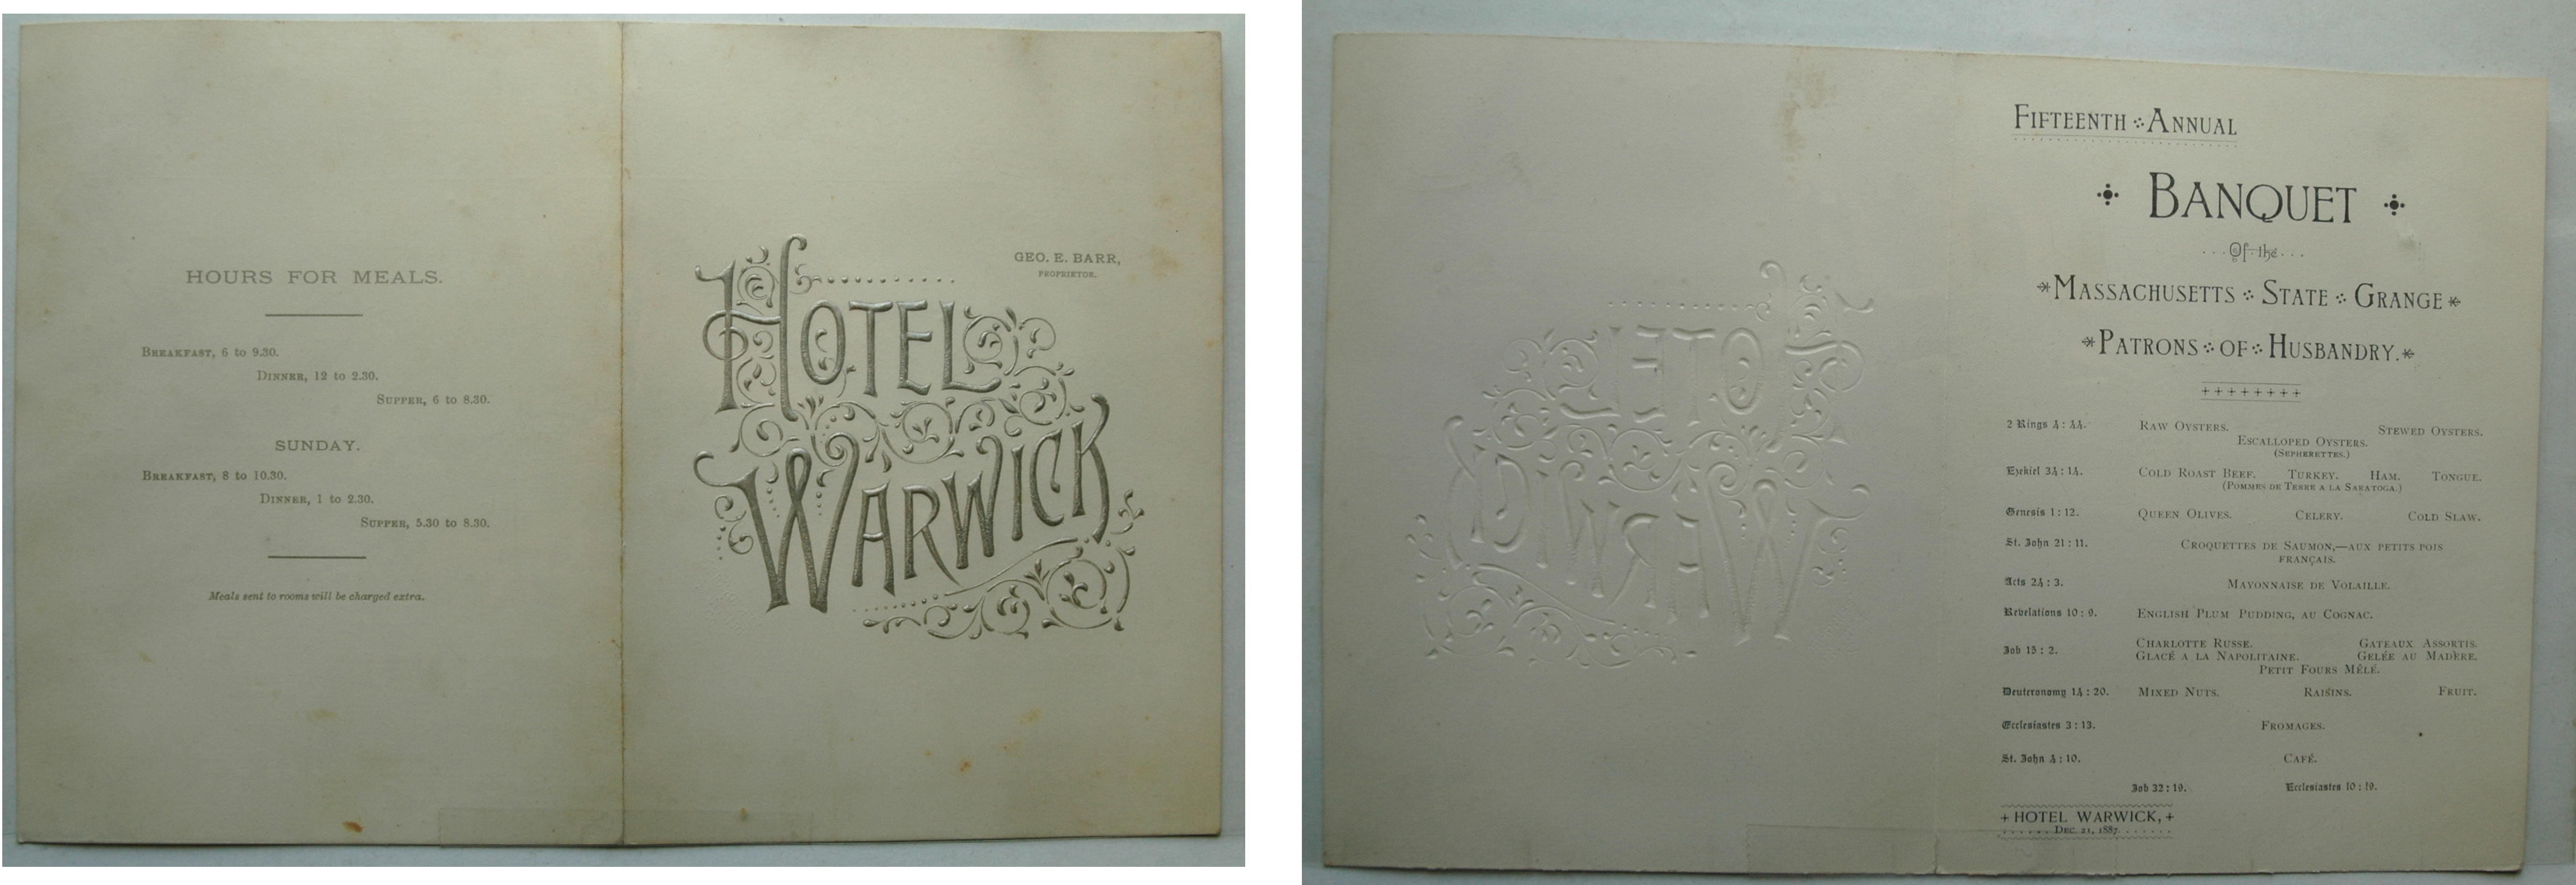 HOURS FOR MEALS.
BREAKFAST, 6 to 9.30.
DINNER, 12 to 2.30.
SUPPER, 6 to 8.30.
SUNDAY.
BREAKFAST, 8 to 10.30.
DINNER, 1 to 2.30.
SUPPER, 5.30 to 8.30.
Meals sent to rooms will be charged extra.
GEO. E. BARR,
PROPRIETOR.
HOTEL
WARWICK
FIFTEENTH ANNUAL
BANQUET
Of the
MASSACHUSETTS STATE GRANGE
PATRONS OF HUSBANDRY.
2 Kings 4 : 44. RAW OYSTERS. STEWED OYSTERS.
ESCALLOPED OYSTERS.
(SEPHERETTES.)
Ezekiel 34 : 14. COLD ROAST BEEF. TURKEY. HAM. TONGUE.
(POMMES DE TERRE A LA SARATOGA.)
Genesis 1 : 12. QUEEN OLIVES. CELERY. COLD SLAW.
St. John 21 : 11. CROQUETTES DE SAUMON,—AUX PETITS POIS
FRANÇAIS.
Acts 24 : 3. MAYONNAISE DE VOLAILLE.
Revelations 10 : 9. ENGLISH PLUM PUDDING, AU COGNAC.
Job 15 : 2. CHARLOTTE RUSSE. GATEAUX ASSORTIS.
GLACÉ A LA NAPOLITAINE. GELÉE AU MADÈRE.
PETIT FOURS MÊLÉ.
Deuteronomy 14 : 20. MIXED NUTS. RAISINS. FRUIT.
Ecclesiastes 3 : 13. FROMAGES.
St. John 4 : 10. CAFÉ.
Job 32 : 19. Ecclesiastes 10 : 19.
HOTEL WARWICK,
DEC. 21, 1887.